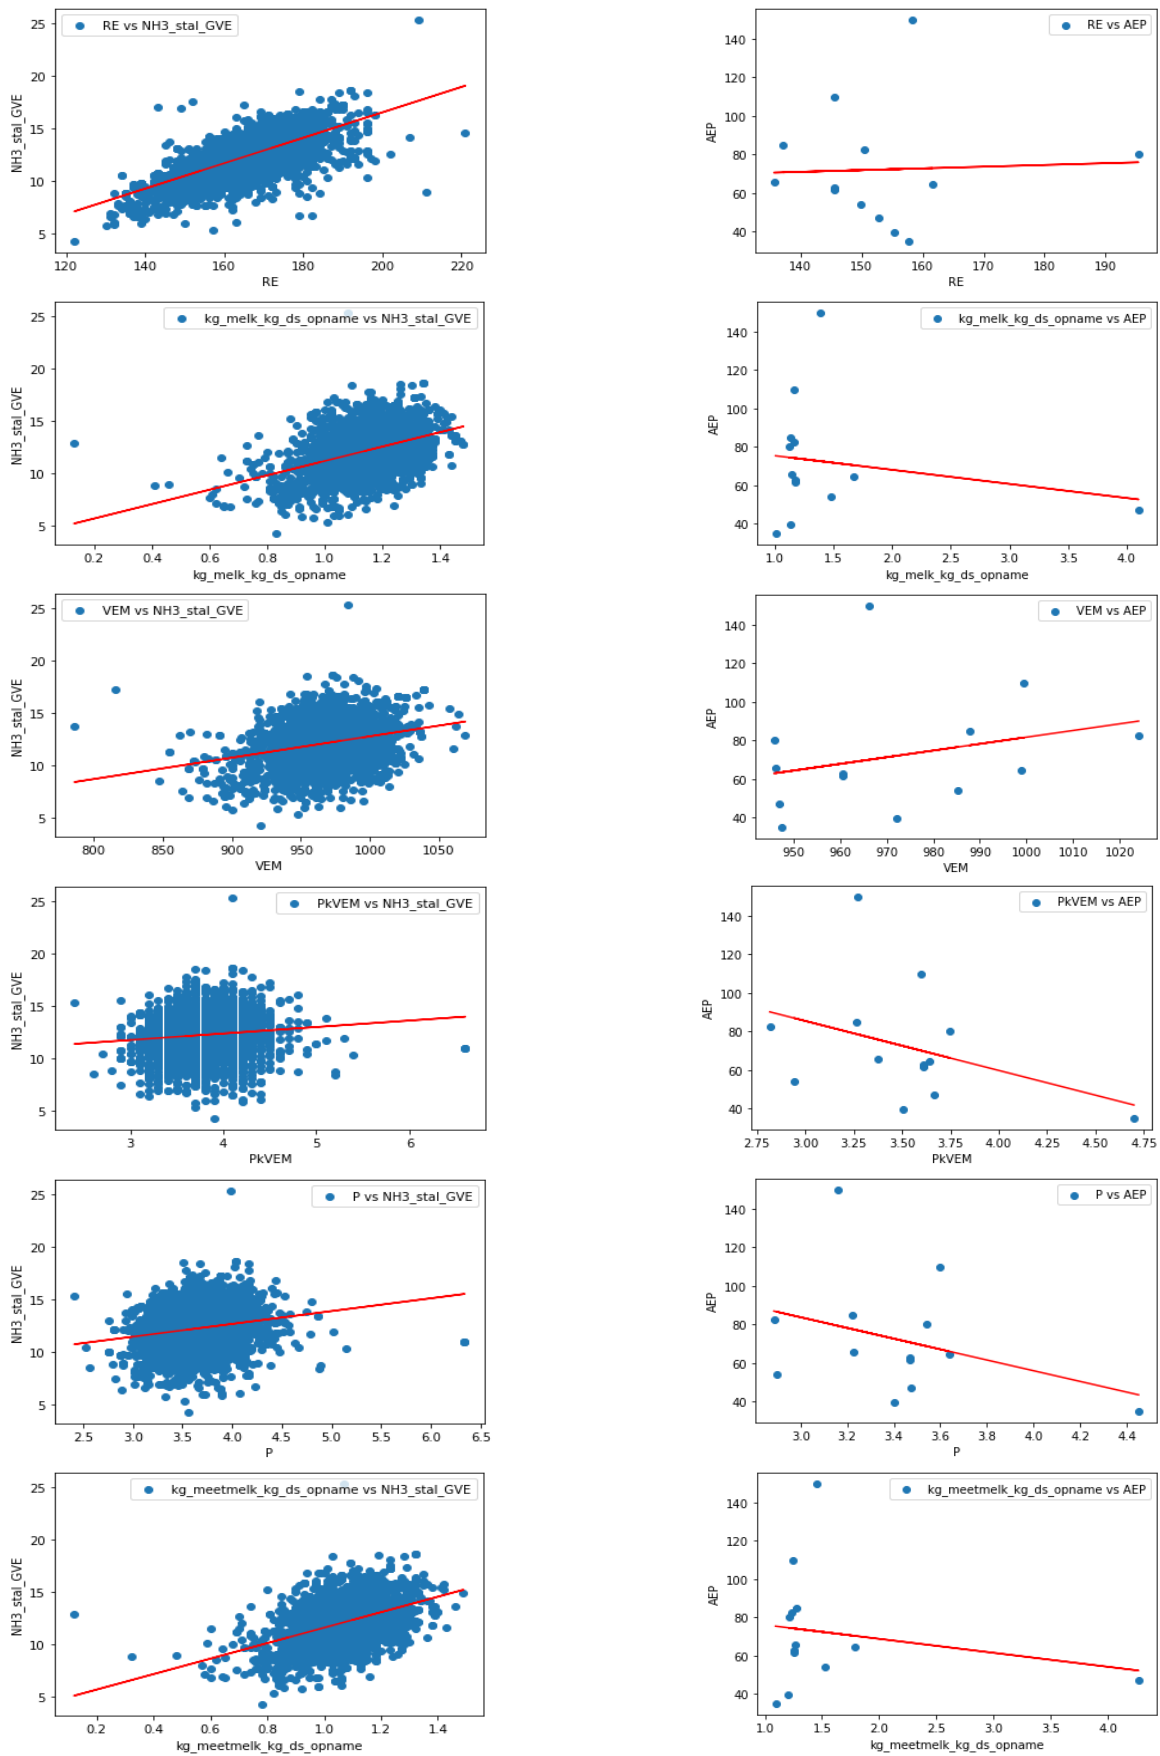 RE vs NH3_stal_GVE
NH3_stal_GVE
25
20
15
10
5
120 140 160 180 200 220
RE
RE vs AEP
AEP
140
120
100
80
60
40
140 150 160 170 180 190
RE
kg_melk_kg_ds_opname vs NH3_stal_GVE
NH3_stal_GVE
25
20
15
10
5
0.2 0.4 0.6 0.8 1.0 1.2 1.4
kg_melk_kg_ds_opname
kg_melk_kg_ds_opname vs AEP
AEP
140
120
100
80
60
40
1.0 1.5 2.0 2.5 3.0 3.5 4.0
kg_melk_kg_ds_opname
VEM vs NH3_stal_GVE
NH3_stal_GVE
25
20
15
10
5
800 850 900 950 1000 1050
VEM
VEM vs AEP
AEP
140
120
100
80
60
40
950 960 970 980 990 1000 1010 1020
VEM
PkVEM vs NH3_stal_GVE
NH3_stal_GVE
25
20
15
10
5
3 4 5 6
PkVEM
PkVEM vs AEP
AEP
140
120
100
80
60
40
2.75 3.00 3.25 3.50 3.75 4.00 4.25 4.50 4.75
PkVEM
P vs NH3_stal_GVE
NH3_stal_GVE
25
20
15
10
5
2.5 3.0 3.5 4.0 4.5 5.0 5.5 6.0 6.5
P
P vs AEP
AEP
140
120
100
80
60
40
3.0 3.2 3.4 3.6 3.8 4.0 4.2 4.4
P
kg_meetmelk_kg_ds_opname vs NH3_stal_GVE
NH3_stal_GVE
25
20
15
10
5
0.2 0.4 0.6 0.8 1.0 1.2 1.4
kg_meetmelk_kg_ds_opname
kg_meetmelk_kg_ds_opname vs AEP
AEP
140
120
100
80
60
40
1.0 1.5 2.0 2.5 3.0 3.5 4.0
kg_meetmelk_kg_ds_opname